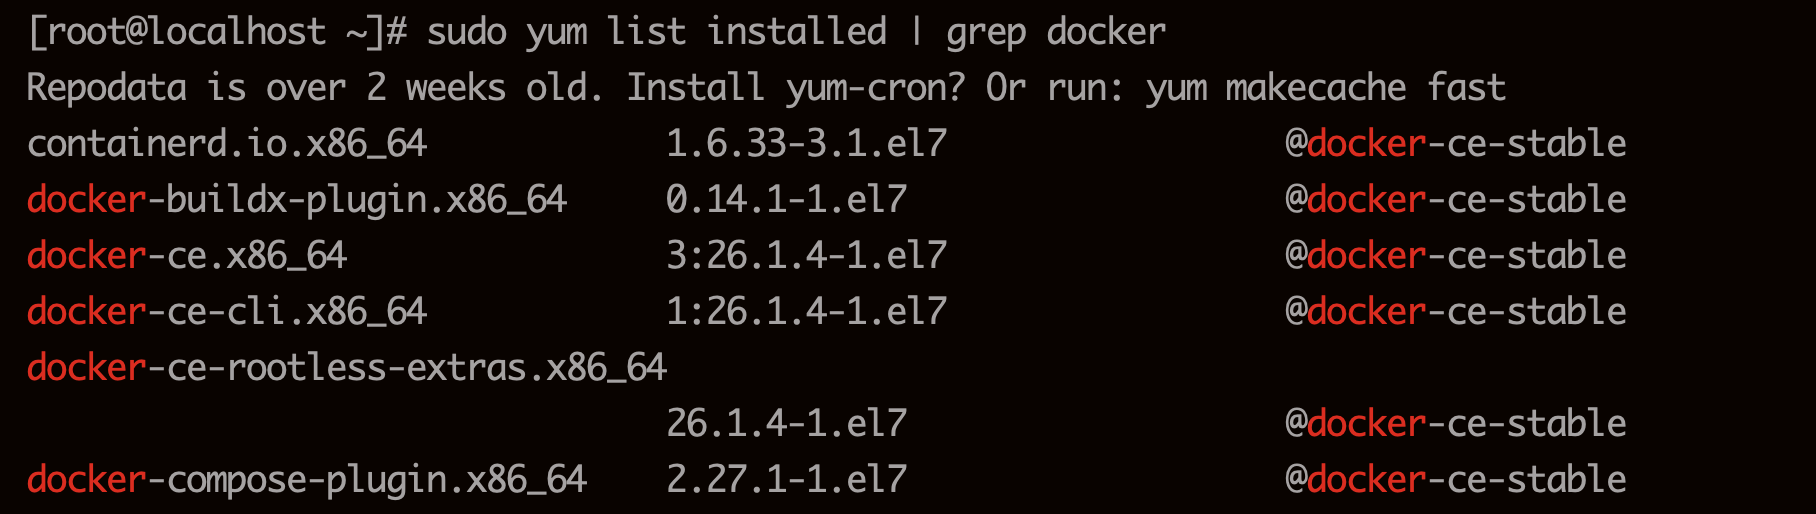 [root@localhost ~]# sudo yum list installed | grep docker
Repodata is over 2 weeks old. Install yum-cron? Or run: yum makecache fast
containerd.io.x86_64            1.6.33-3.1.el7                 @docker-ce-stable
docker-buildx-plugin.x86_64     0.14.1-1.el7                   @docker-ce-stable
docker-ce.x86_64                3:26.1.4-1.el7                 @docker-ce-stable
docker-ce-cli.x86_64            1:26.1.4-1.el7                 @docker-ce-stable
docker-ce-rootless-extras.x86_64
                                26.1.4-1.el7                   @docker-ce-stable
docker-compose-plugin.x86_64    2.27.1-1.el7                   @docker-ce-stable